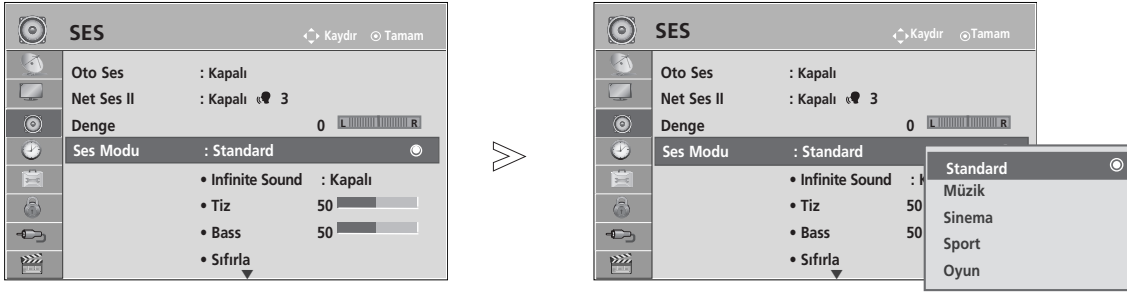 SES
Kaydır Tamam
Oto Ses : Kapalı
Net Ses II : Kapalı 3
Denge 0 L R
Ses Modu : Standard
• Infinite Sound : Kapalı
• Tiz 50
• Bass 50
• Sıfırla
SES
Kaydır Tamam
Oto Ses : Kapalı
Net Ses II : Kapalı 3
Denge 0 L R
Ses Modu : Standard
• Infinite Sound :
• Tiz 50
• Bass 50
• Sıfırla
Standard
Müzik
Sinema
Sport
Oyun